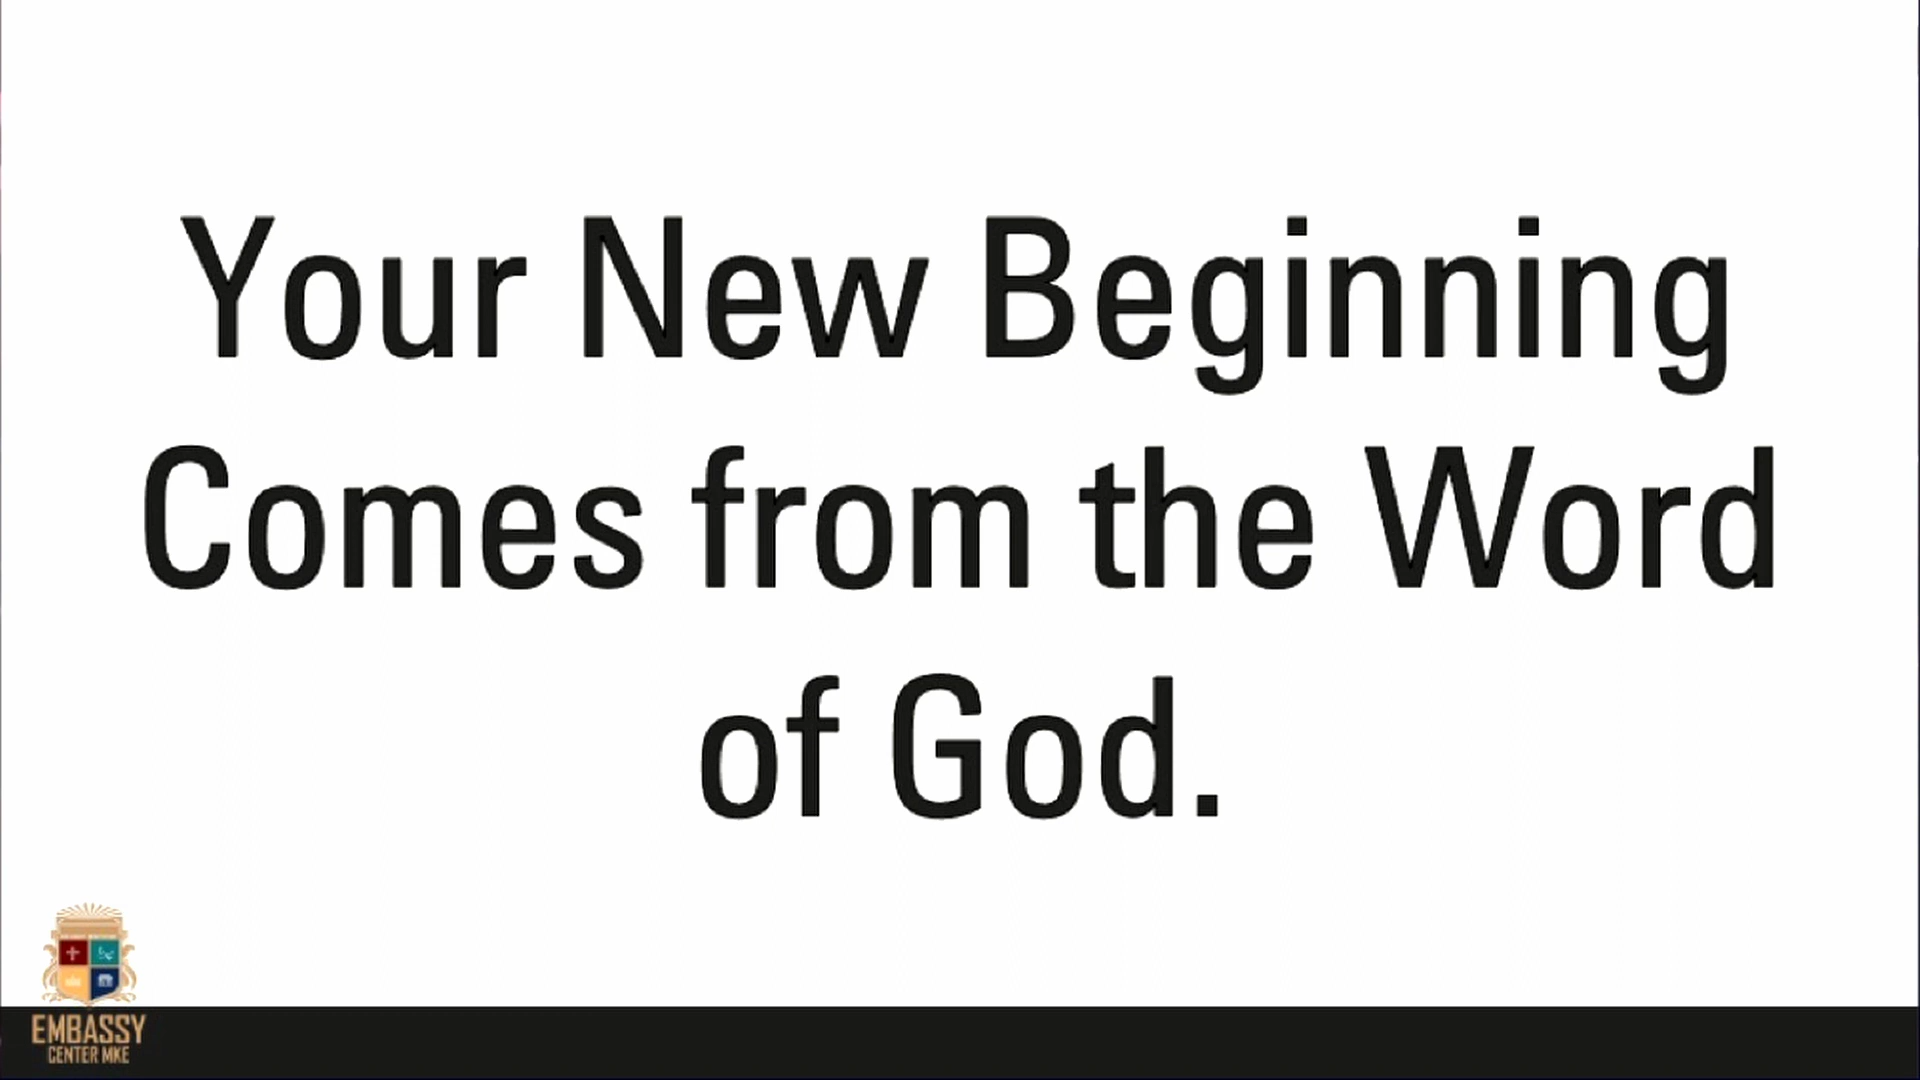 Your New Beginning
Comes from the Word
of God.
EMBASSY
CENTER MKE